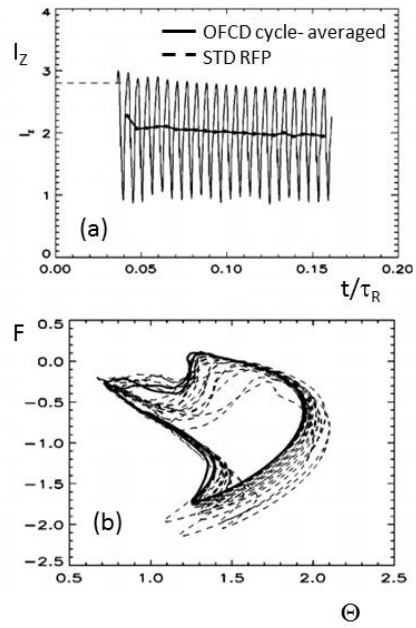 (a)
OFCD cycle- averaged
STD RFP
I_Z
4
3
2
1
0
I_z
0.00 0.05 0.10 0.15 0.20
t/τ_R
F
0.5
0.0
−0.5
−1.0
−1.5
−2.0
−2.5
(b)
0.5 1.0 1.5 2.0 2.5
Θ